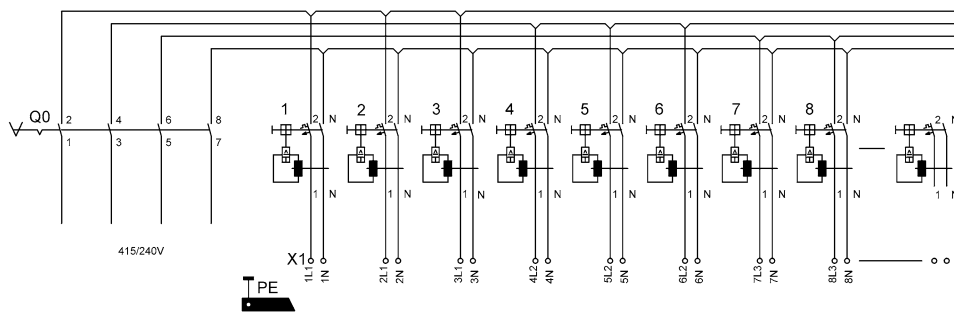 1 2 3 4 5 6 7 8
Q0 2 4 6 8 2 N 2 N 2 N 2 N 2 N 2 N 2 N 2 N 2 N
1 3 5 7
1 N 1 N 1 N 1 N 1 N 1 N 1 N 1 N 1 N
415/240V
X1 1L1 1N 2L1 2N 3L1 3N 4L2 4N 5L2 5N 6L2 6N 7L3 7N 8L3 8N
PE